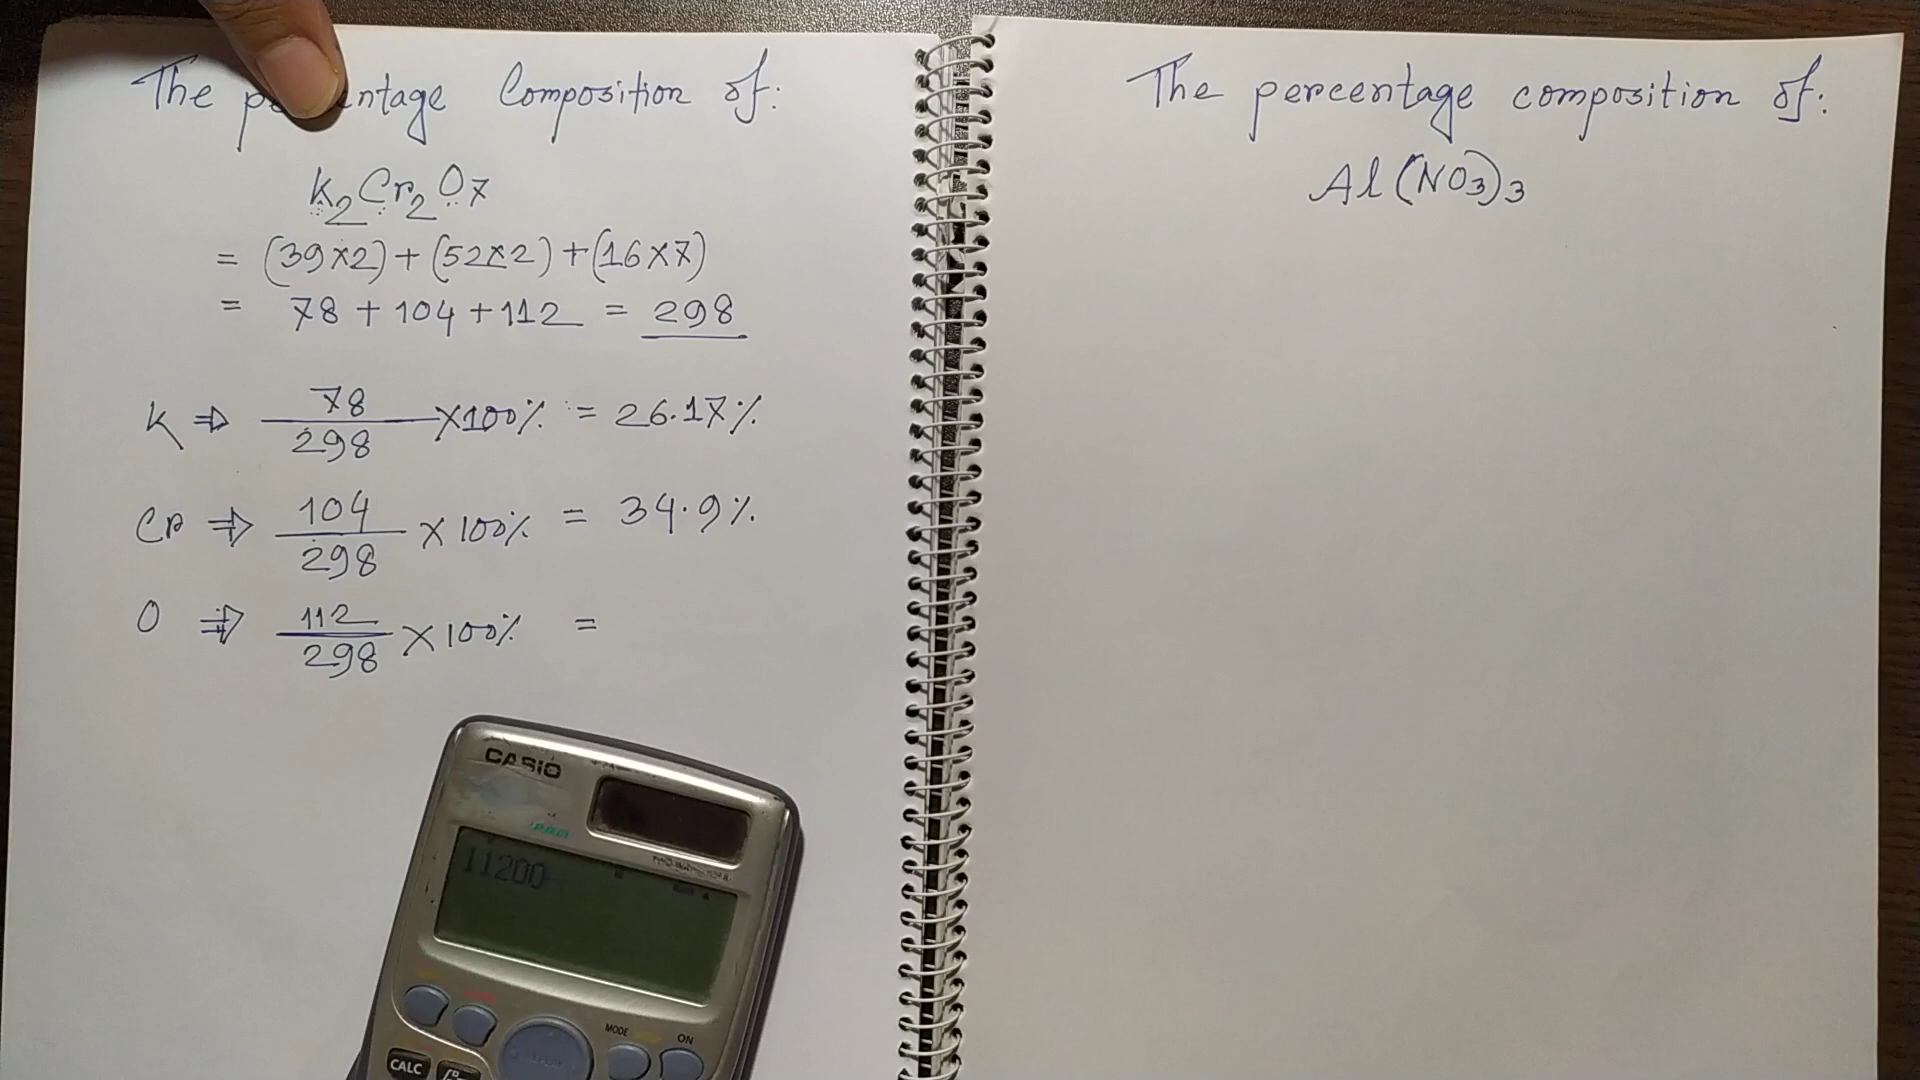 The pe ntage Composition of:
K2Cr2O7
= (39×2)+(52×2)+(16×7)
= 78+104+112 = 298
K ⇒ 78/298 ×100% = 26.17%
Cr ⇒ 104/298 ×100% = 34.9%
O ⇒ 112/298 ×100% =
CASIO
11200
MODE
ON
CALC
The percentage composition of:
Al(NO3)3